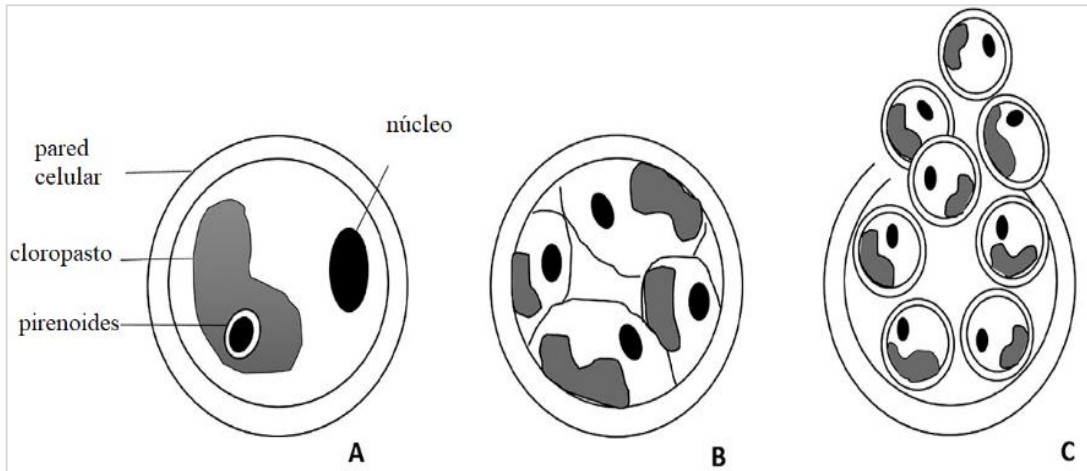 núcleo
pared
celular
cloropasto
pirenoides
A
B
C